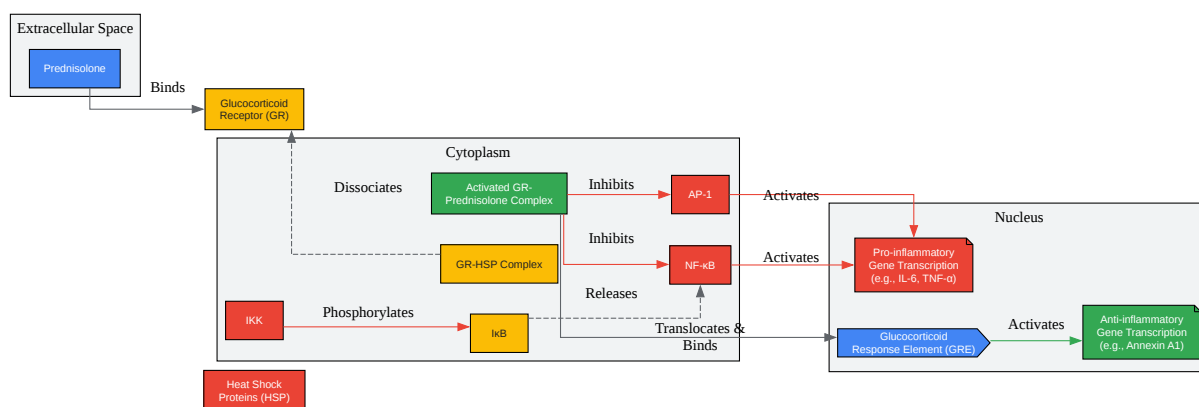 Extracellular Space
Prednisolone
Binds
Glucocorticoid
Receptor (GR)
Cytoplasm
Dissociates
Activated GR-
Prednisolone Complex
Inhibits
AP-1
Activates
Nucleus
Inhibits
GR-HSP Complex
NF-κB
Activates
Pro-inflammatory
Gene Transcription
(e.g., IL-6, TNF-α)
Releases
IKK
Phosphorylates
IκB
Translocates &
Binds
Glucocorticoid
Response Element (GRE)
Activates
Anti-inflammatory
Gene Transcription
(e.g., Annexin A1)
Heat Shock
Proteins (HSP)